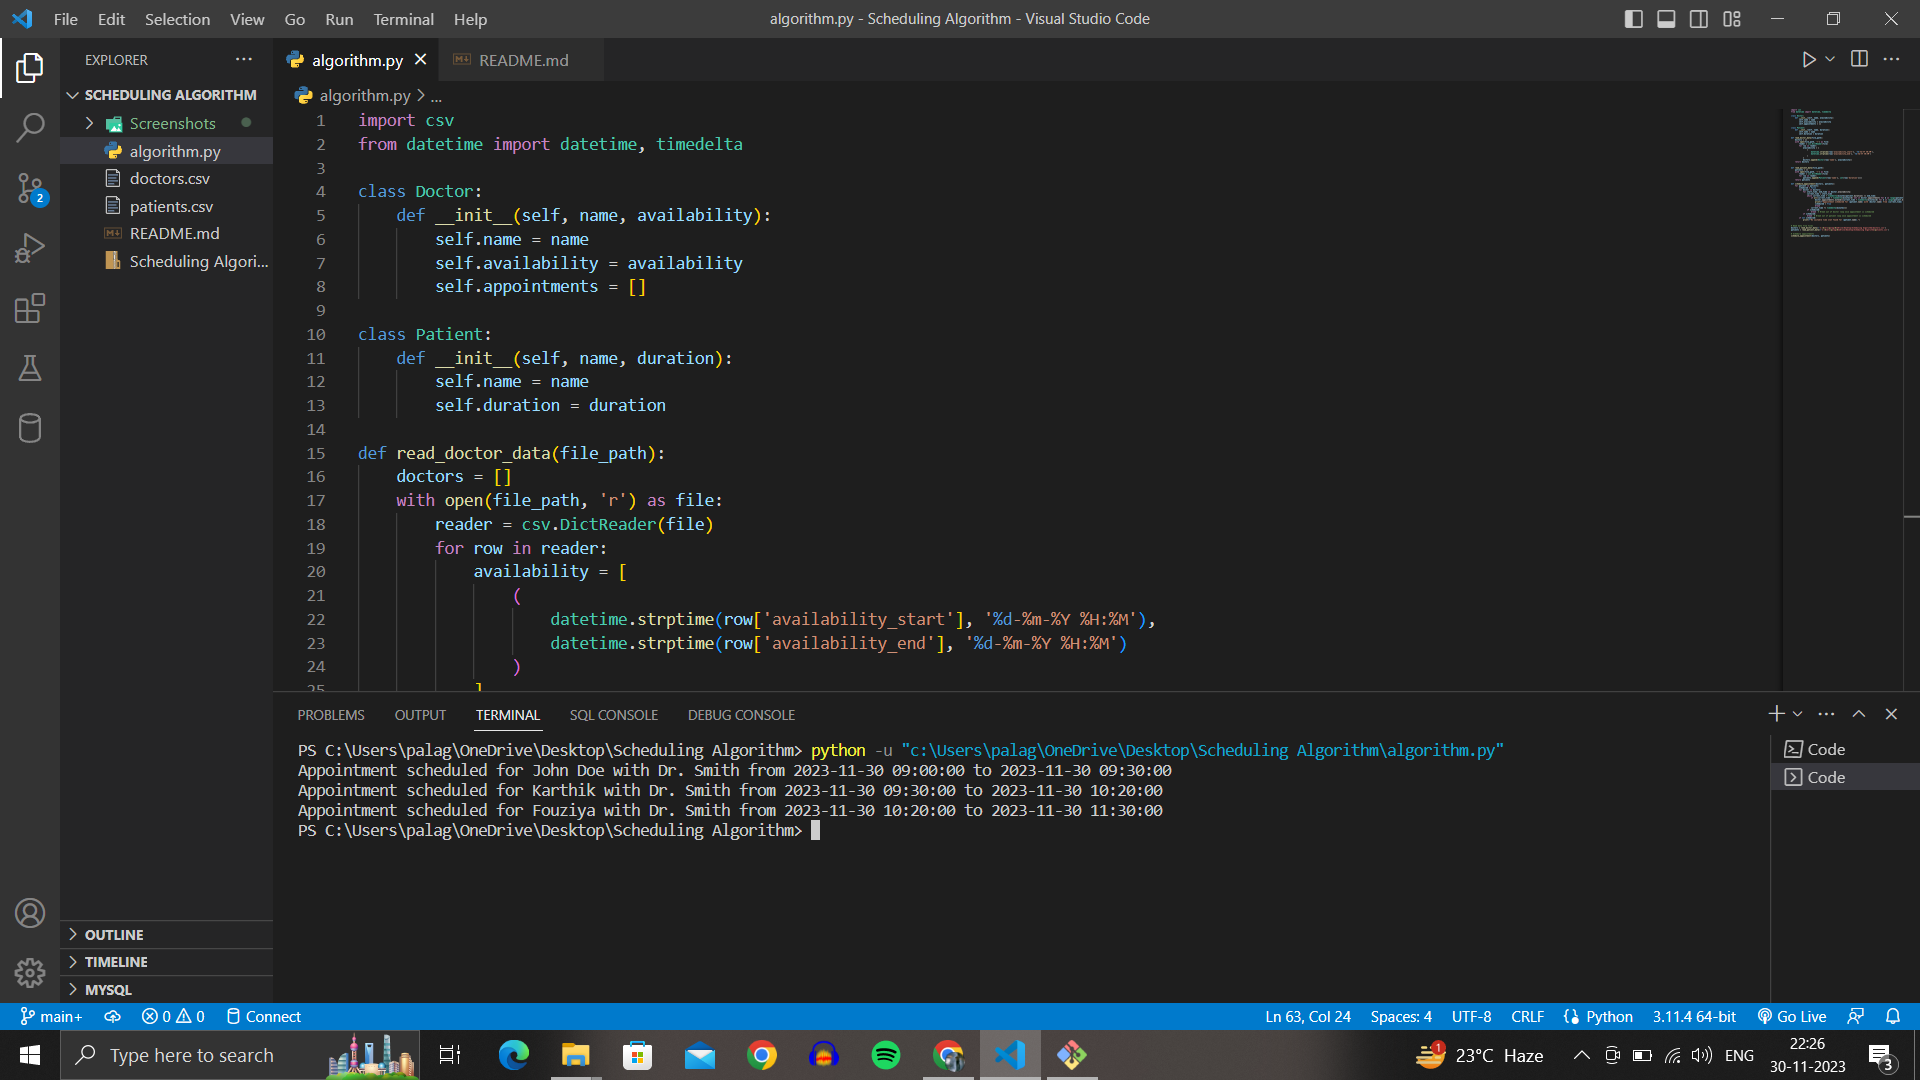 File Edit Selection View Go Run Terminal Help
algorithm.py - Scheduling Algorithm - Visual Studio Code
EXPLORER
SCHEDULING ALGORITHM
Screenshots
algorithm.py
doctors.csv
patients.csv
README.md
Scheduling Algori...
OUTLINE
TIMELINE
MYSQL
2
algorithm.py
README.md
algorithm.py > ...
1 import csv
2 from datetime import datetime, timedelta
3
4 class Doctor:
5 def __init__(self, name, availability):
6 self.name = name
7 self.availability = availability
8 self.appointments = []
9
10 class Patient:
11 def __init__(self, name, duration):
12 self.name = name
13 self.duration = duration
14
15 def read_doctor_data(file_path):
16 doctors = []
17 with open(file_path, 'r') as file:
18 reader = csv.DictReader(file)
19 for row in reader:
20 availability = [
21 (
22 datetime.strptime(row['availability_start'], '%d-%m-%Y %H:%M'),
23 datetime.strptime(row['availability_end'], '%d-%m-%Y %H:%M')
24 )
25 ]
PROBLEMS OUTPUT TERMINAL SQL CONSOLE DEBUG CONSOLE
PS C:\Users\palag\OneDrive\Desktop\Scheduling Algorithm> python -u "c:\Users\palag\OneDrive\Desktop\Scheduling Algorithm\algorithm.py"
Appointment scheduled for John Doe with Dr. Smith from 2023-11-30 09:00:00 to 2023-11-30 09:30:00
Appointment scheduled for Karthik with Dr. Smith from 2023-11-30 09:30:00 to 2023-11-30 10:20:00
Appointment scheduled for Fouziya with Dr. Smith from 2023-11-30 10:20:00 to 2023-11-30 11:30:00
PS C:\Users\palag\OneDrive\Desktop\Scheduling Algorithm>
Code
Code
main+ 0 0 Connect
Ln 63, Col 24 Spaces: 4 UTF-8 CRLF Python 3.11.4 64-bit Go Live
Type here to search
1
23°C Haze
ENG
22:26
30-11-2023
3